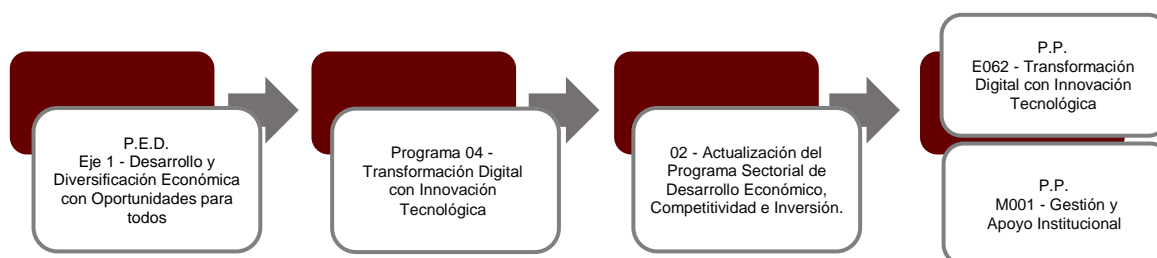 P.E.D.
Eje 1 - Desarrollo y
Diversificación Económica
con Oportunidades para
todos
Programa 04 -
Transformación Digital
con Innovación
Tecnológica
02 - Actualización del
Programa Sectorial de
Desarrollo Económico,
Competitividad e Inversión.
P.P.
E062 - Transformación
Digital con Innovación
Tecnológica
P.P.
M001 - Gestión y
Apoyo Institucional